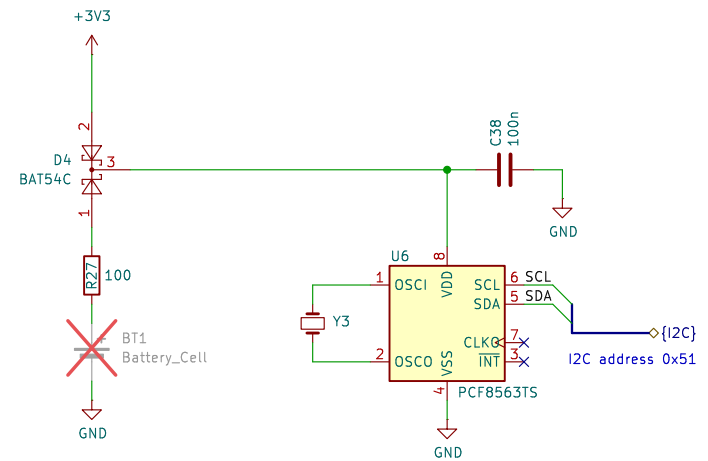 +3V3
2
D4
BAT54C
3
1
R27
100
BT1
Battery_Cell
+
GND
C38
100n
GND
U6
8
VDD
1
OSCI
SCL
6
SCL
SDA
5
SDA
Y3
CLKO
7
2
OSCO
INT
3
VSS
4
PCF8563TS
GND
{I2C}
I2C address 0x51